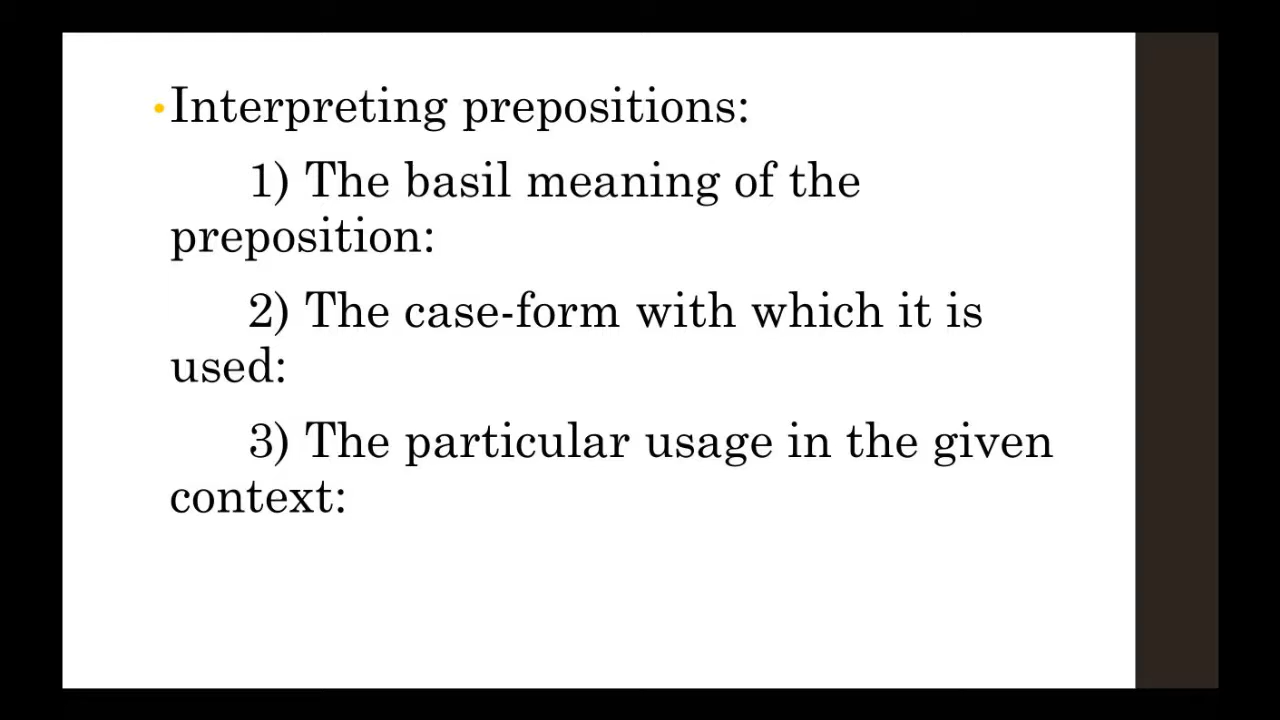 •Interpreting prepositions:
1) The basil meaning of the
preposition:
2) The case-form with which it is
used:
3) The particular usage in the given
context: